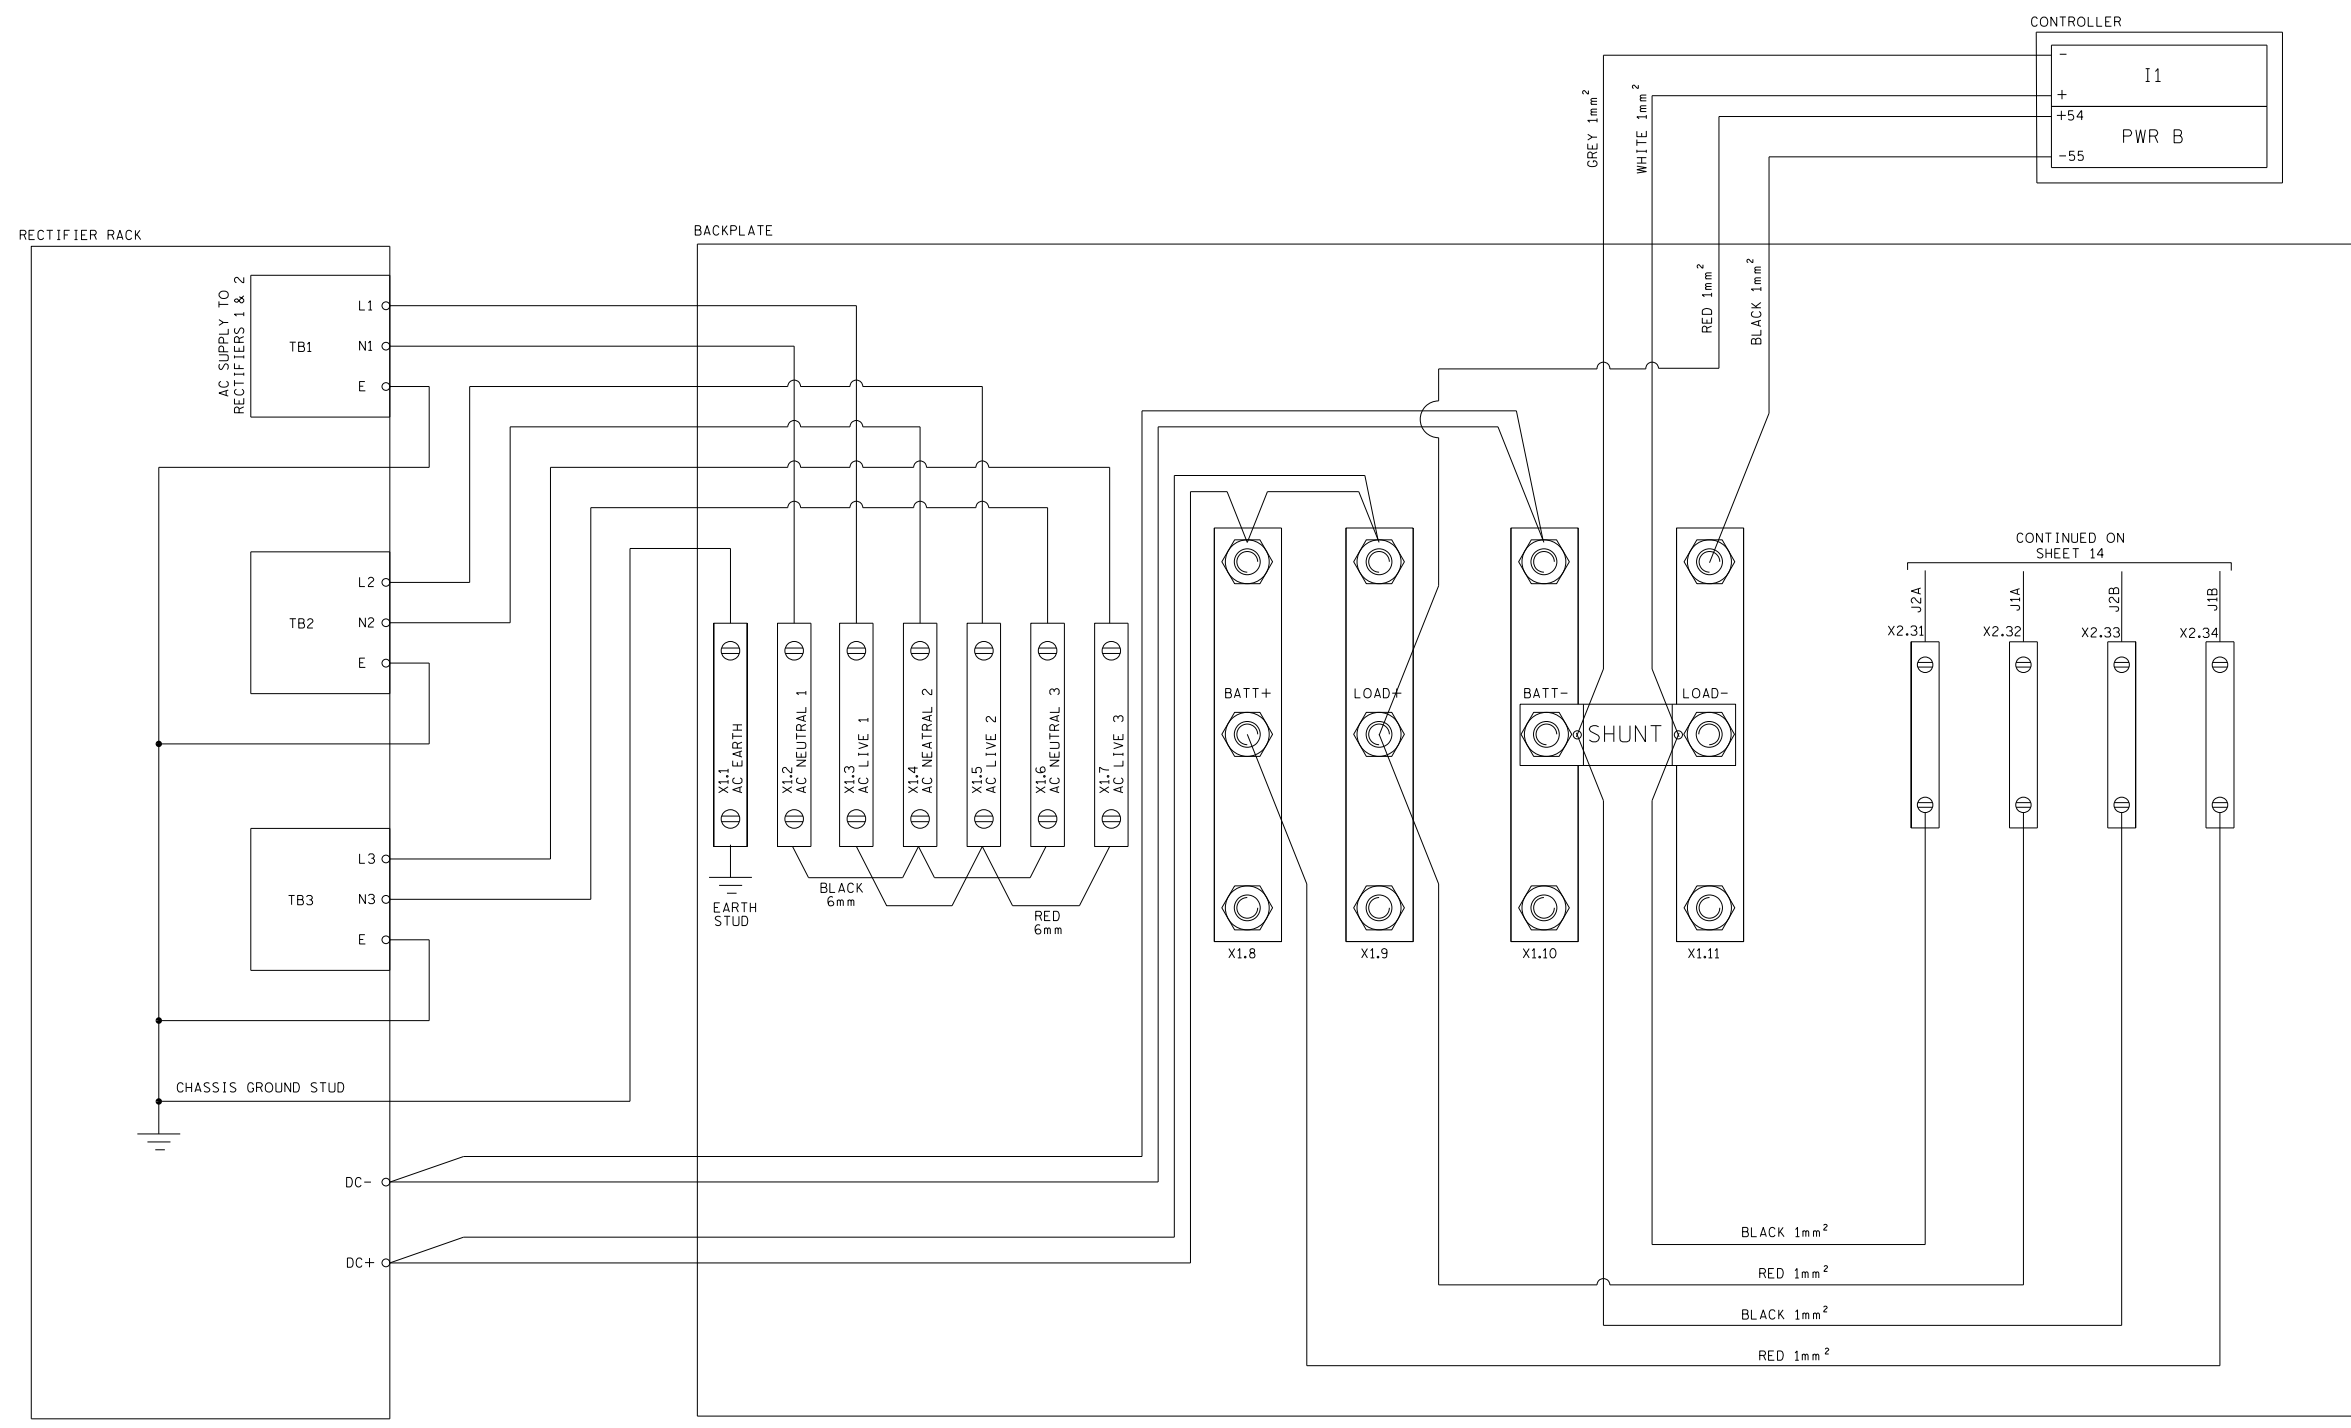 CONTROLLER
-
I1
+
+54
PWR B
-55
GREY 1mm²
WHITE 1mm²
RED 1mm²
BLACK 1mm²
RECTIFIER RACK
BACKPLATE
AC SUPPLY TO
RECTIFIERS 1 & 2
L1
TB1
N1
E
L2
TB2
N2
E
L3
TB3
N3
E
CHASSIS GROUND STUD
DC-
DC+
X1.1
AC EARTH
X1.2
AC NEUTRAL 1
X1.3
AC LIVE 1
X1.4
AC NEATRAL 2
X1.5
AC LIVE 2
X1.6
AC NEUTRAL 3
X1.7
AC LIVE 3
EARTH
STUD
BLACK
6mm
RED
6mm
BATT+
LOAD+
BATT-
LOAD-
SHUNT
X1.8
X1.9
X1.10
X1.11
CONTINUED ON
SHEET 14
J2A
J1A
J2B
J1B
X2.31
X2.32
X2.33
X2.34
BLACK 1mm²
RED 1mm²
BLACK 1mm²
RED 1mm²